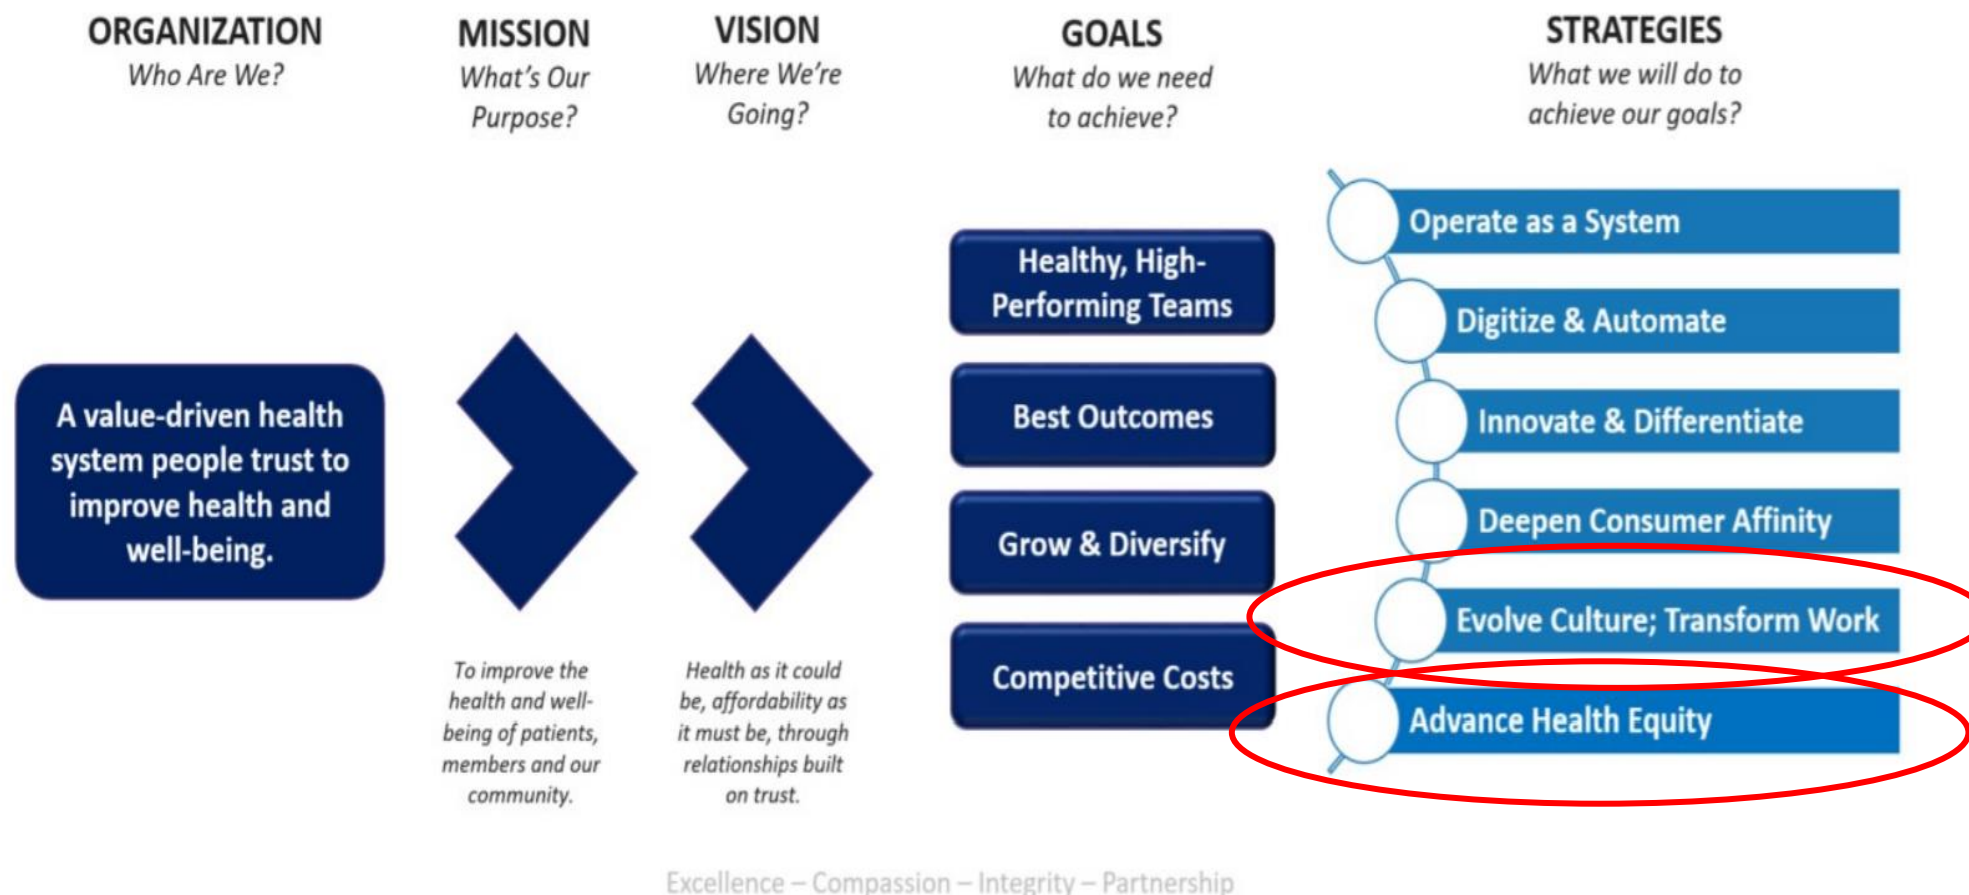 ORGANIZATION
Who Are We?
MISSION
What's Our
Purpose?
VISION
Where We're
Going?
GOALS
What do we need
to achieve?
STRATEGIES
What we will do to
achieve our goals?
A value-driven health
system people trust to
improve health and
well-being.
To improve the
health and well-
being of patients,
members and our
community.
Health as it could
be, affordability as
it must be, through
relationships built
on trust.
Healthy, High-
Performing Teams
Best Outcomes
Grow & Diversify
Competitive Costs
Operate as a System
Digitize & Automate
Innovate & Differentiate
Deepen Consumer Affinity
Evolve Culture; Transform Work
Advance Health Equity
Excellence – Compassion – Integrity – Partnership